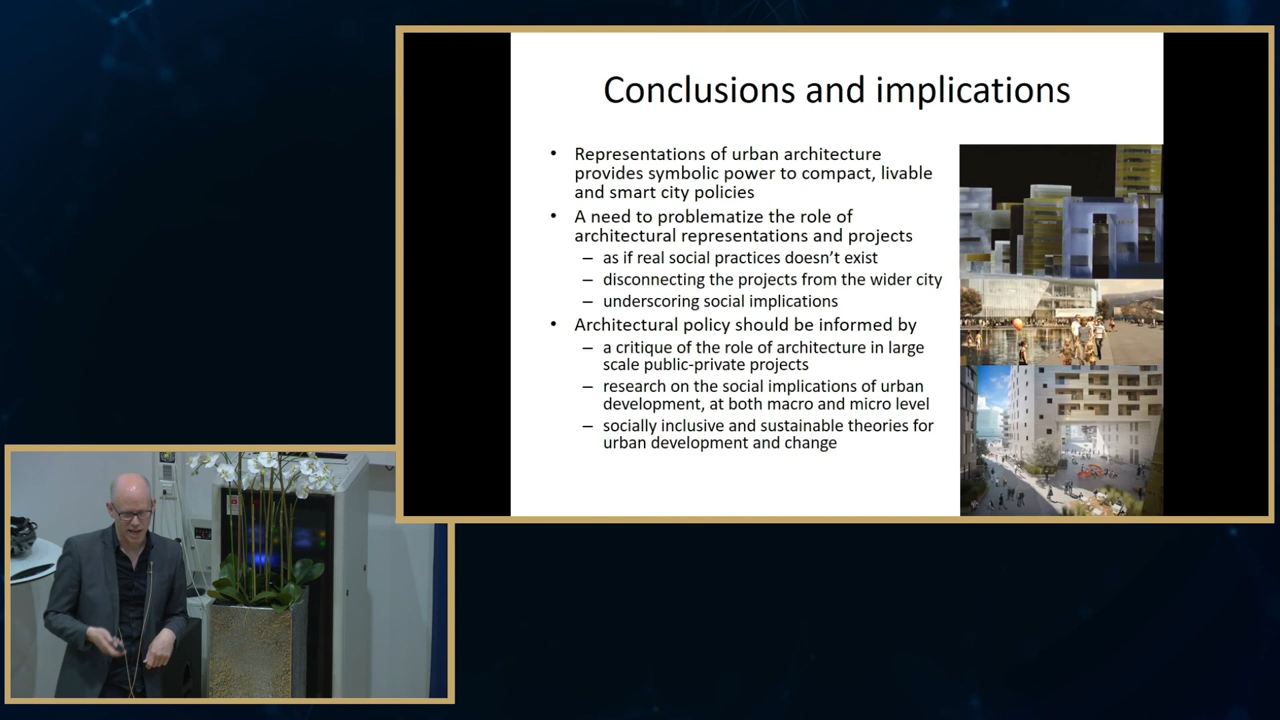 Conclusions and implications
• Representations of urban architecture
provides symbolic power to compact, livable
and smart city policies
• A need to problematize the role of
architectural representations and projects
– as if real social practices doesn’t exist
– disconnecting the projects from the wider city
– underscoring social implications
• Architectural policy should be informed by
– a critique of the role of architecture in large
scale public-private projects
– research on the social implications of urban
development, at both macro and micro level
– socially inclusive and sustainable theories for
urban development and change